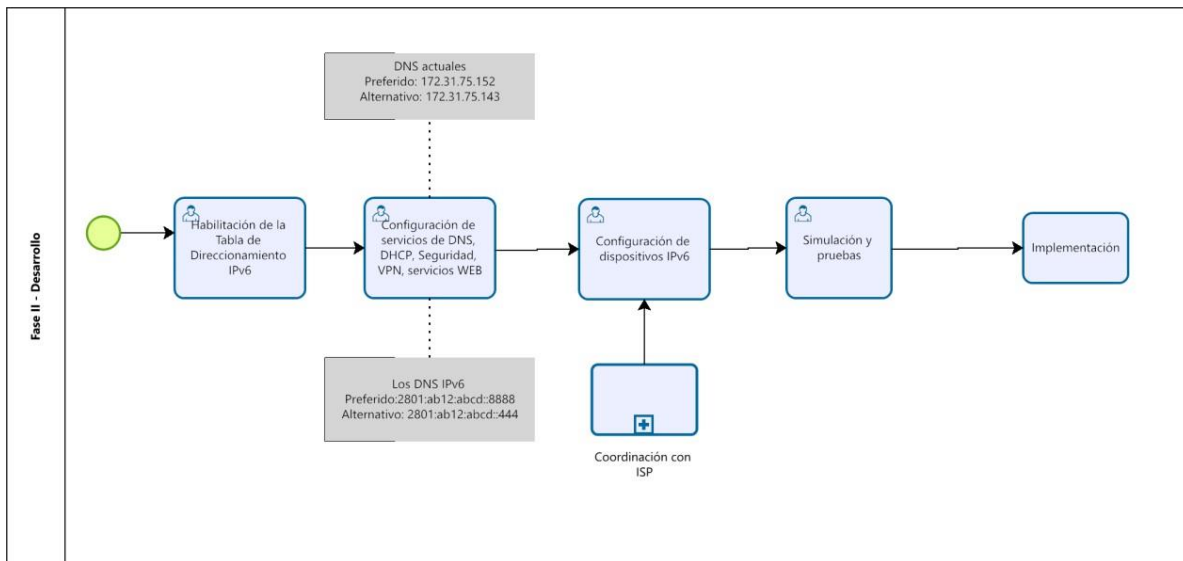 Fase II - Desarrollo
DNS actuales
Preferido: 172.31.75.152
Alternativo: 172.31.75.143
Habilitación de la
Tabla de
Direccionamiento
IPv6
Configuración de
servicios de DNS,
DHCP, Seguridad,
VPN, servicios WEB
Configuración de
dispositivos IPv6
Simulación y
pruebas
Implementación
Los DNS IPv6
Preferido:2801:ab12:abcd::8888
Alternativo: 2801:ab12:abcd::444
Coordinación con
ISP